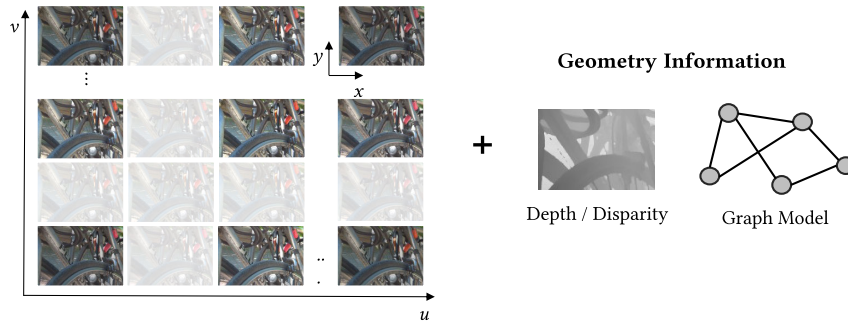 v
y
x
⋮
..
.
u
+
Geometry Information
Depth / Disparity
Graph Model